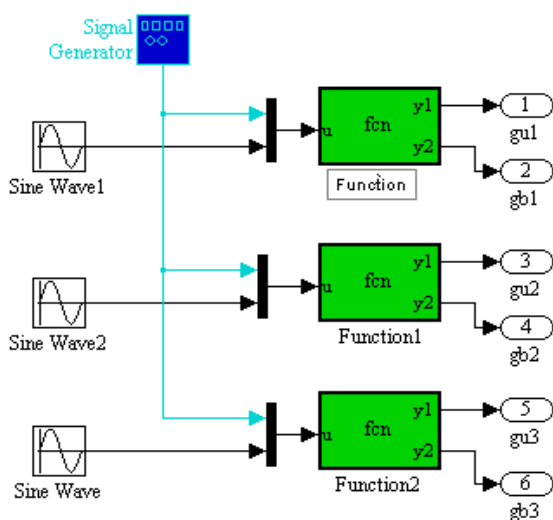 Signal
Generator
Sine Wave1
u
fcn
y1
y2
Function
1
gu1
2
gb1
Sine Wave2
u
fcn
y1
y2
Function1
3
gu2
4
gb2
Sine Wave
u
fcn
y1
y2
Function2
5
gu3
6
gb3